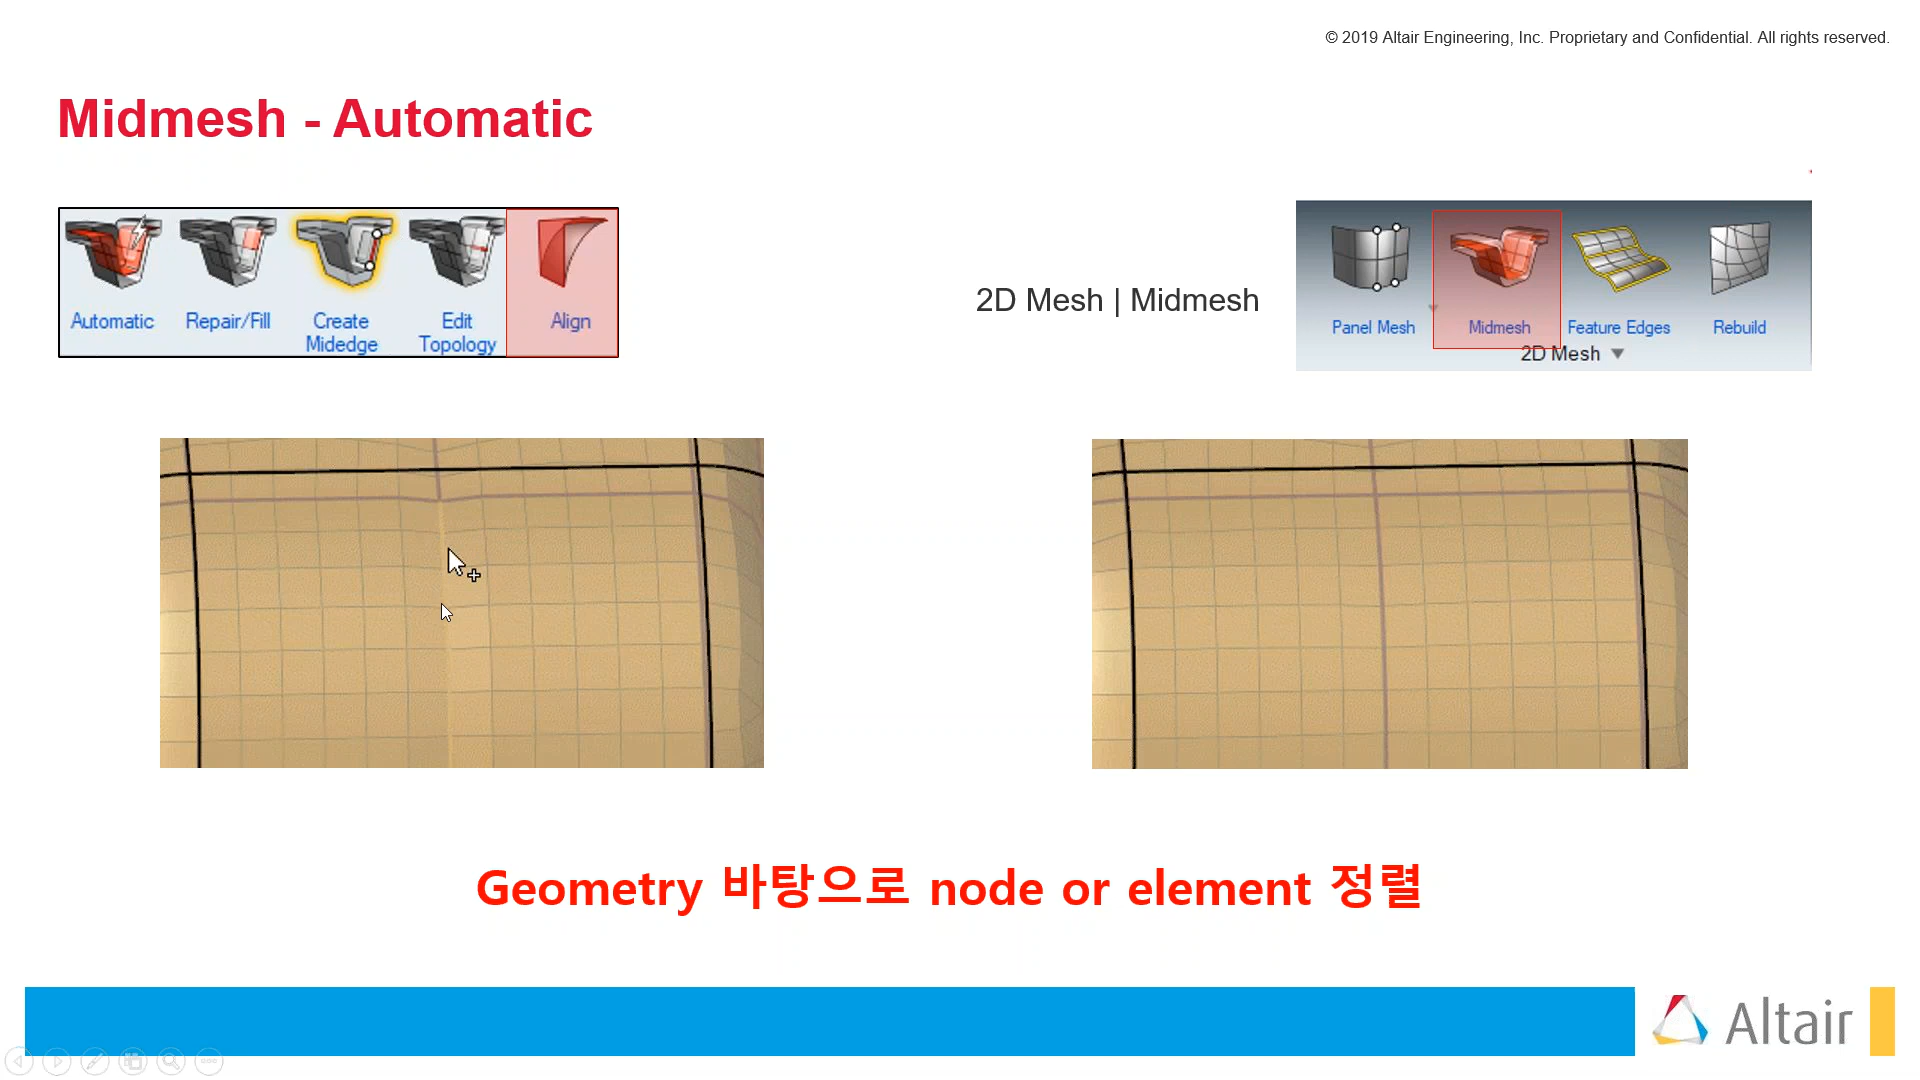 © 2019 Altair Engineering, Inc. Proprietary and Confidential. All rights reserved.
Midmesh - Automatic
Automatic
Repair/Fill
Create
Midedge
Edit
Topology
Align
2D Mesh | Midmesh
Panel Mesh
Midmesh
Feature Edges
Rebuild
2D Mesh
Geometry 바탕으로 node or element 정렬
Altair